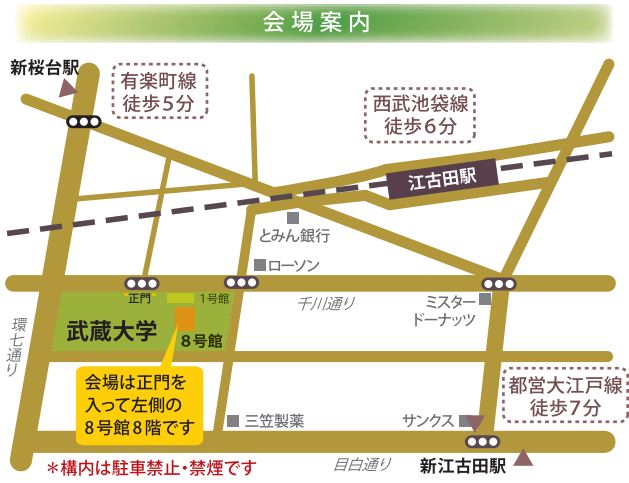 会場案内
新桜台駅
有楽町線
徒歩5分
西武池袋線
徒歩6分
江古田駅
とみん銀行
ローソン
正門
1号館
千川通り
ミスター
ドーナッツ
武蔵大学
8号館
環七通り
会場は正門を
入って左側の
8号館8階です
都営大江戸線
徒歩7分
三笠製薬
サンクス
目白通り
新江古田駅
＊構内は駐車禁止・禁煙です